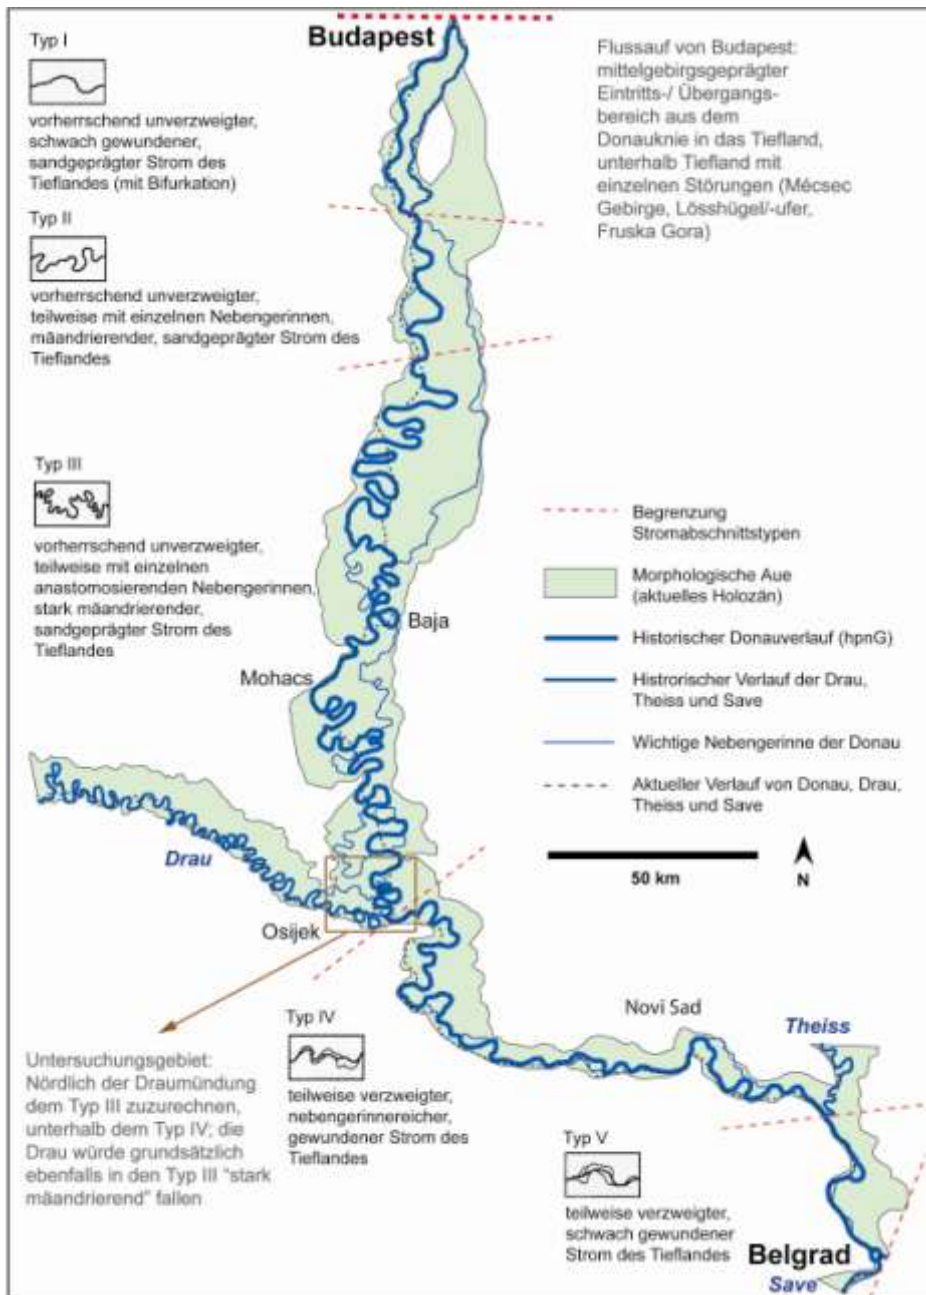 Typ I
vorherrschend unverzweigter,
schwach gewundener,
sandgeprägter Strom des
Tieflandes (mit Bifurkation)
Typ II
vorherrschend unverzweigter,
teilweise mit einzelnen Nebengerinnen,
mäandrierender, sandgeprägter Strom des
Tieflandes
Typ III
vorherrschend unverzweigter,
teilweise mit einzelnen
anastomosierenden Nebengerinnen,
stark mäandrierender,
sandgeprägter Strom des
Tieflandes
Budapest
Flussauf von Budapest:
mittelgebirgsgeprägter
Eintritts-/ Übergangs-
bereich aus dem
Donauknie in das Tiefland,
unterhalb Tiefland mit
einzelnen Störungen (Mécsec
Gebirge, Lösshügel/-ufer,
Fruska Gora)
Baja
Mohacs
Begrenzung
Stromabschnittstypen
Morphologische Aue
(aktuelles Holozän)
Historischer Donauverlauf (hpnG)
Histrorischer Verlauf der Drau,
Theiss und Save
Wichtige Nebengerinne der Donau
Aktueller Verlauf von Donau, Drau,
Theiss und Save
50 km
N
Drau
Osijek
Untersuchungsgebiet:
Nördlich der Draumündung
dem Typ III zuzurechnen,
unterhalb dem Typ IV; die
Drau würde grundsätzlich
ebenfalls in den Typ III "stark
mäandrierend" fallen
Typ IV
teilweise verzweigter,
nebengerinnereicher,
gewundener Strom des
Tieflandes
Novi Sad
Theiss
Typ V
teilweise verzweigter,
schwach gewundener
Strom des Tieflandes
Belgrad
Save